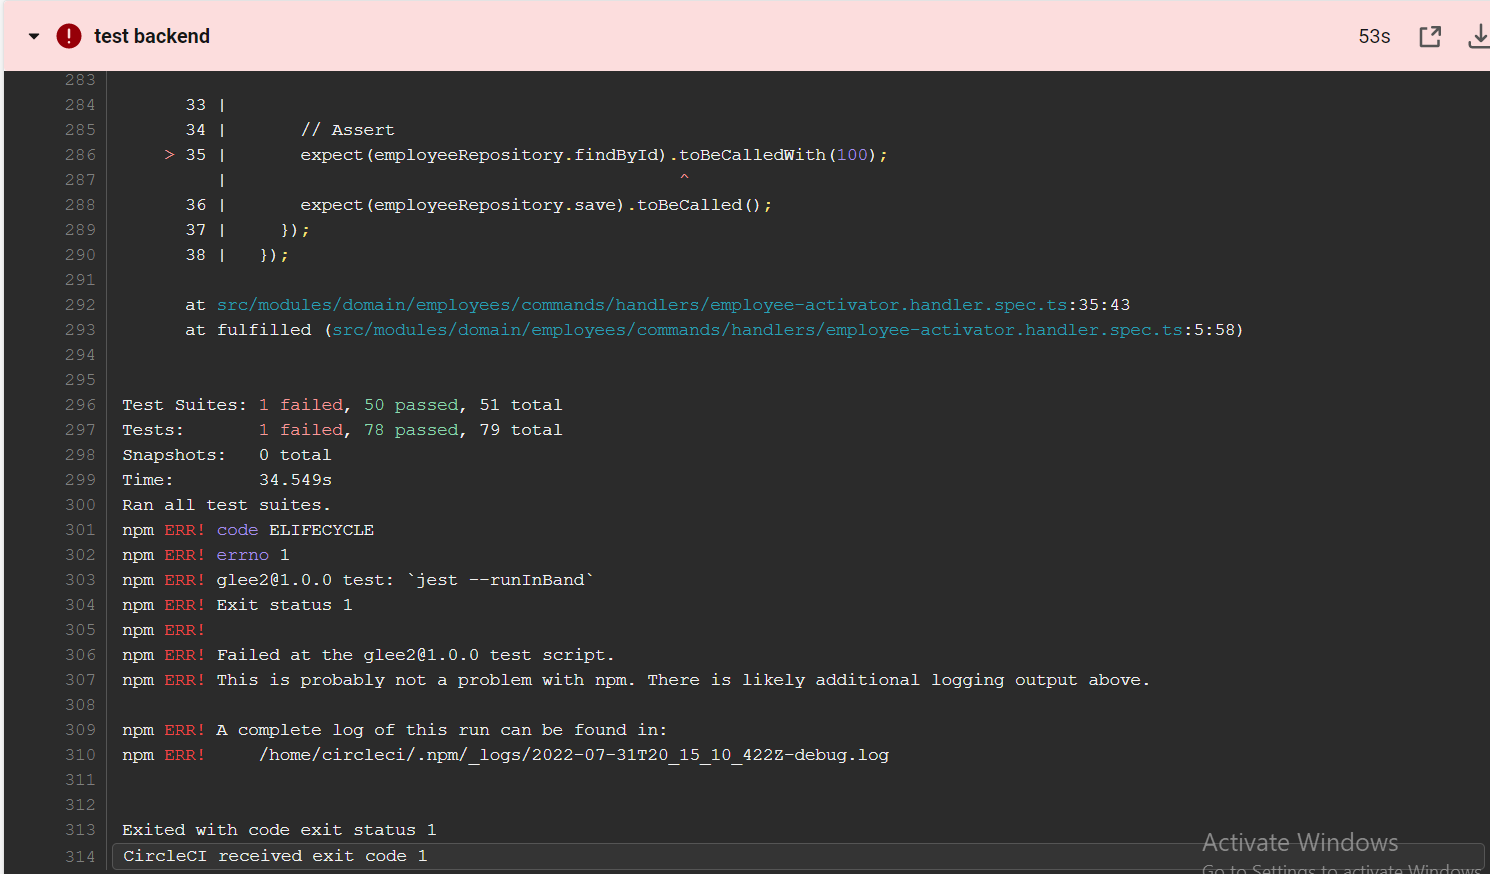 test backend 53s
283
284 33 |
285 34 | // Assert
286 > 35 | expect(employeeRepository.findById).toBeCalledWith(100);
287 | ^
288 36 | expect(employeeRepository.save).toBeCalled();
289 37 | });
290 38 | });
291
292 at src/modules/domain/employees/commands/handlers/employee-activator.handler.spec.ts:35:43
293 at fulfilled (src/modules/domain/employees/commands/handlers/employee-activator.handler.spec.ts:5:58)
294
295
296 Test Suites: 1 failed, 50 passed, 51 total
297 Tests: 1 failed, 78 passed, 79 total
298 Snapshots: 0 total
299 Time: 34.549s
300 Ran all test suites.
301 npm ERR! code ELIFECYCLE
302 npm ERR! errno 1
303 npm ERR! glee2@1.0.0 test: `jest --runInBand`
304 npm ERR! Exit status 1
305 npm ERR!
306 npm ERR! Failed at the glee2@1.0.0 test script.
307 npm ERR! This is probably not a problem with npm. There is likely additional logging output above.
308
309 npm ERR! A complete log of this run can be found in:
310 npm ERR! /home/circleci/.npm/_logs/2022-07-31T20_15_10_422Z-debug.log
311
312
313 Exited with code exit status 1
314 CircleCI received exit code 1
Activate Windows
Go to Settings to activate Windows